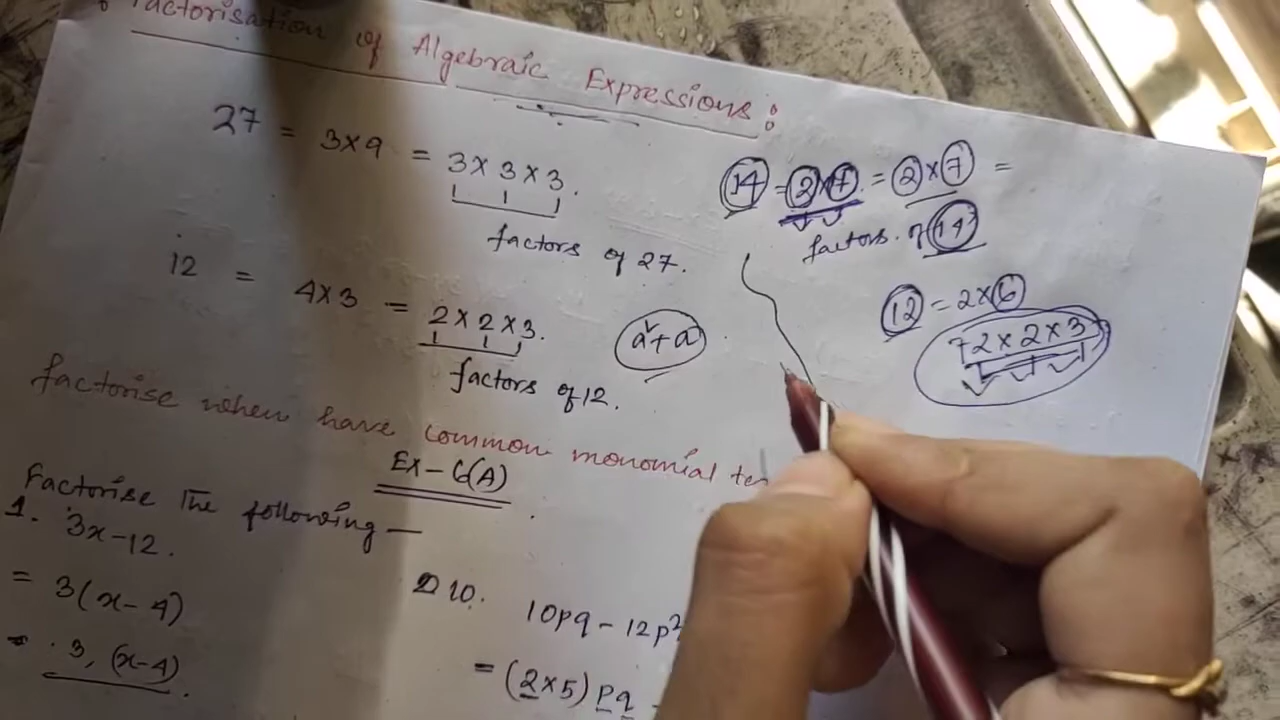 Factorisation of Algebraic Expressions:
27 = 3×9 = 3×3×3.
factors of 27.
12 = 4×3 = 2×2×3.
factors of 12.
a²+a
14 = 2×7 = 2×7 =
factors of 14
12 = 2×6
2×2×3
factorise when have common monomial
Ex-6(A)
Factorise The following —
1. 3x-12.
= 3(x-4)
3, (x-4)
10. 10pq - 12p²
= (2×5) pq -